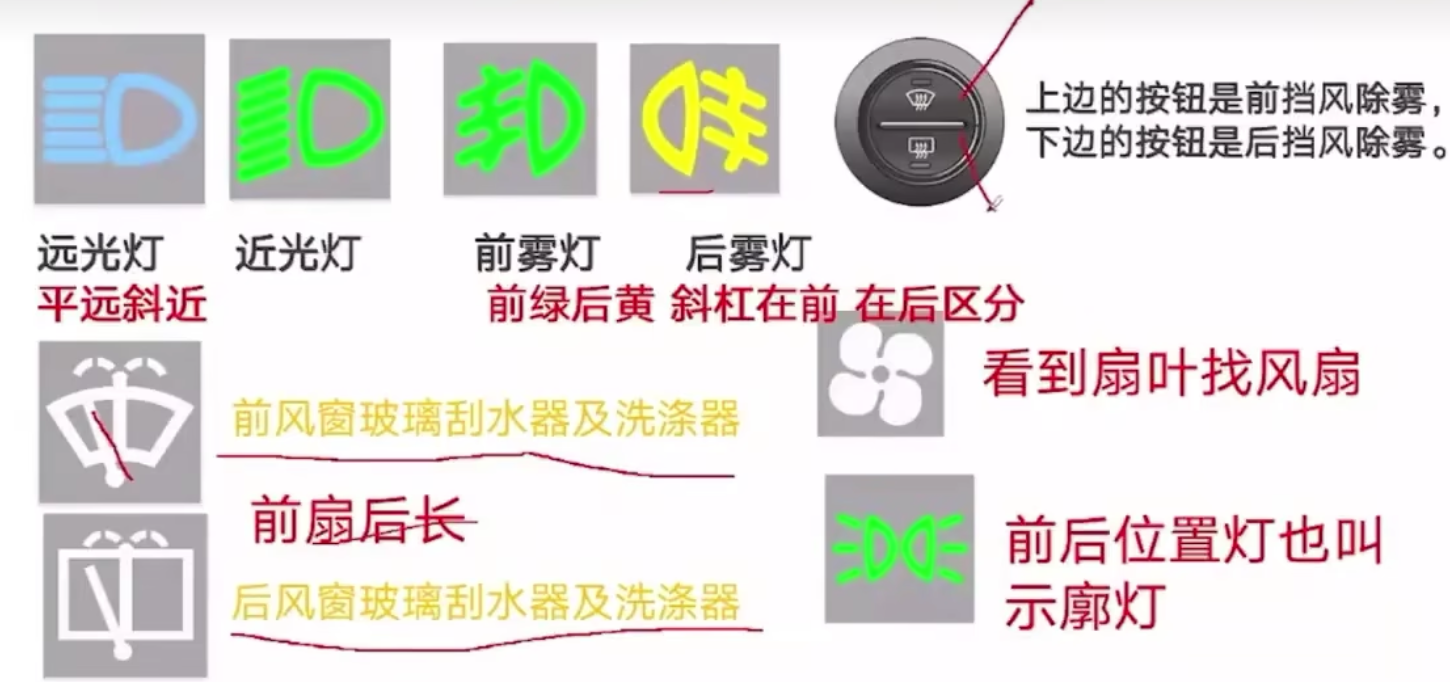 上边的按钮是前挡风除雾，
下边的按钮是后挡风除雾。
远光灯
近光灯
前雾灯
后雾灯
平远斜近
前绿后黄 斜杠在前 在后区分
看到扇叶找风扇
前风窗玻璃刮水器及洗涤器
前扇后长
后风窗玻璃刮水器及洗涤器
前后位置灯也叫
示廓灯